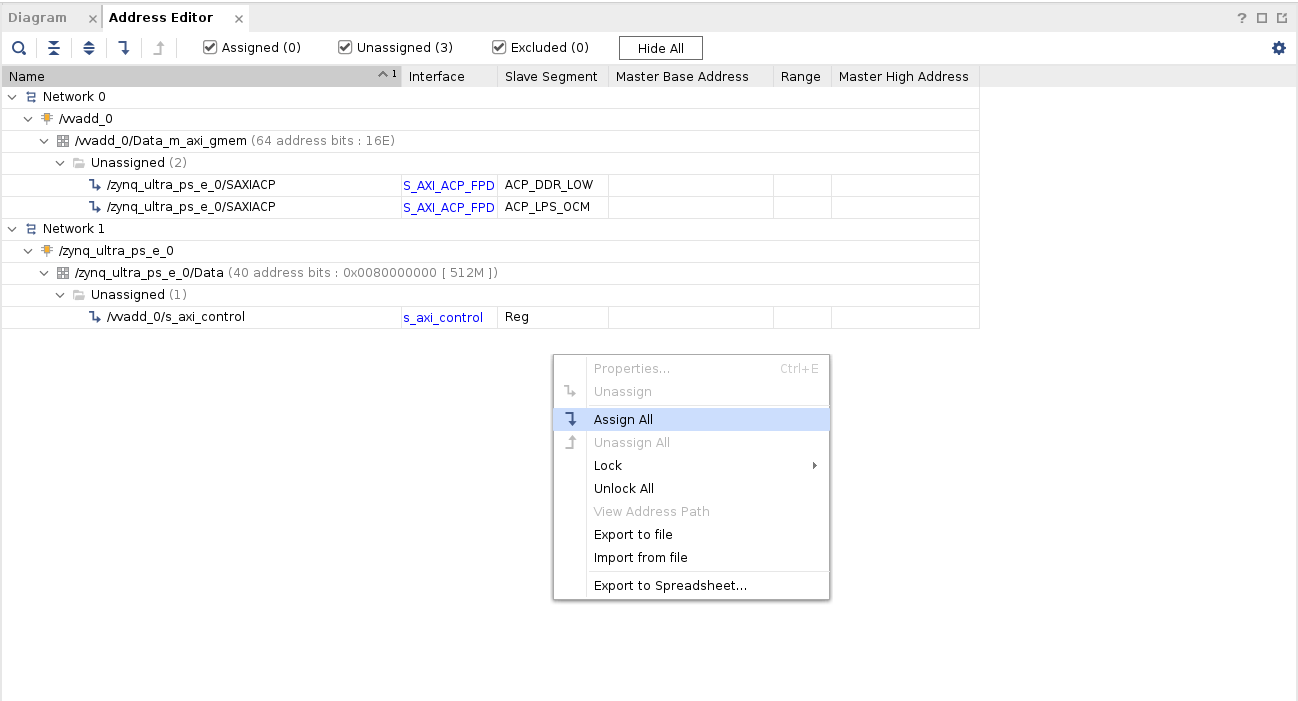 Diagram × Address Editor × ?
Assigned (0) Unassigned (3) Excluded (0) Hide All
Name 1 Interface Slave Segment Master Base Address Range Master High Address
Network 0
/vvadd_0
/vvadd_0/Data_m_axi_gmem (64 address bits : 16E)
Unassigned (2)
/zynq_ultra_ps_e_0/SAXIACP S_AXI_ACP_FPD ACP_DDR_LOW
/zynq_ultra_ps_e_0/SAXIACP S_AXI_ACP_FPD ACP_LPS_OCM
Network 1
/zynq_ultra_ps_e_0
/zynq_ultra_ps_e_0/Data (40 address bits : 0x0080000000 [ 512M ])
Unassigned (1)
/vvadd_0/s_axi_control s_axi_control Reg
Properties... Ctrl+E
Unassign
Assign All
Unassign All
Lock
Unlock All
View Address Path
Export to file
Import from file
Export to Spreadsheet...